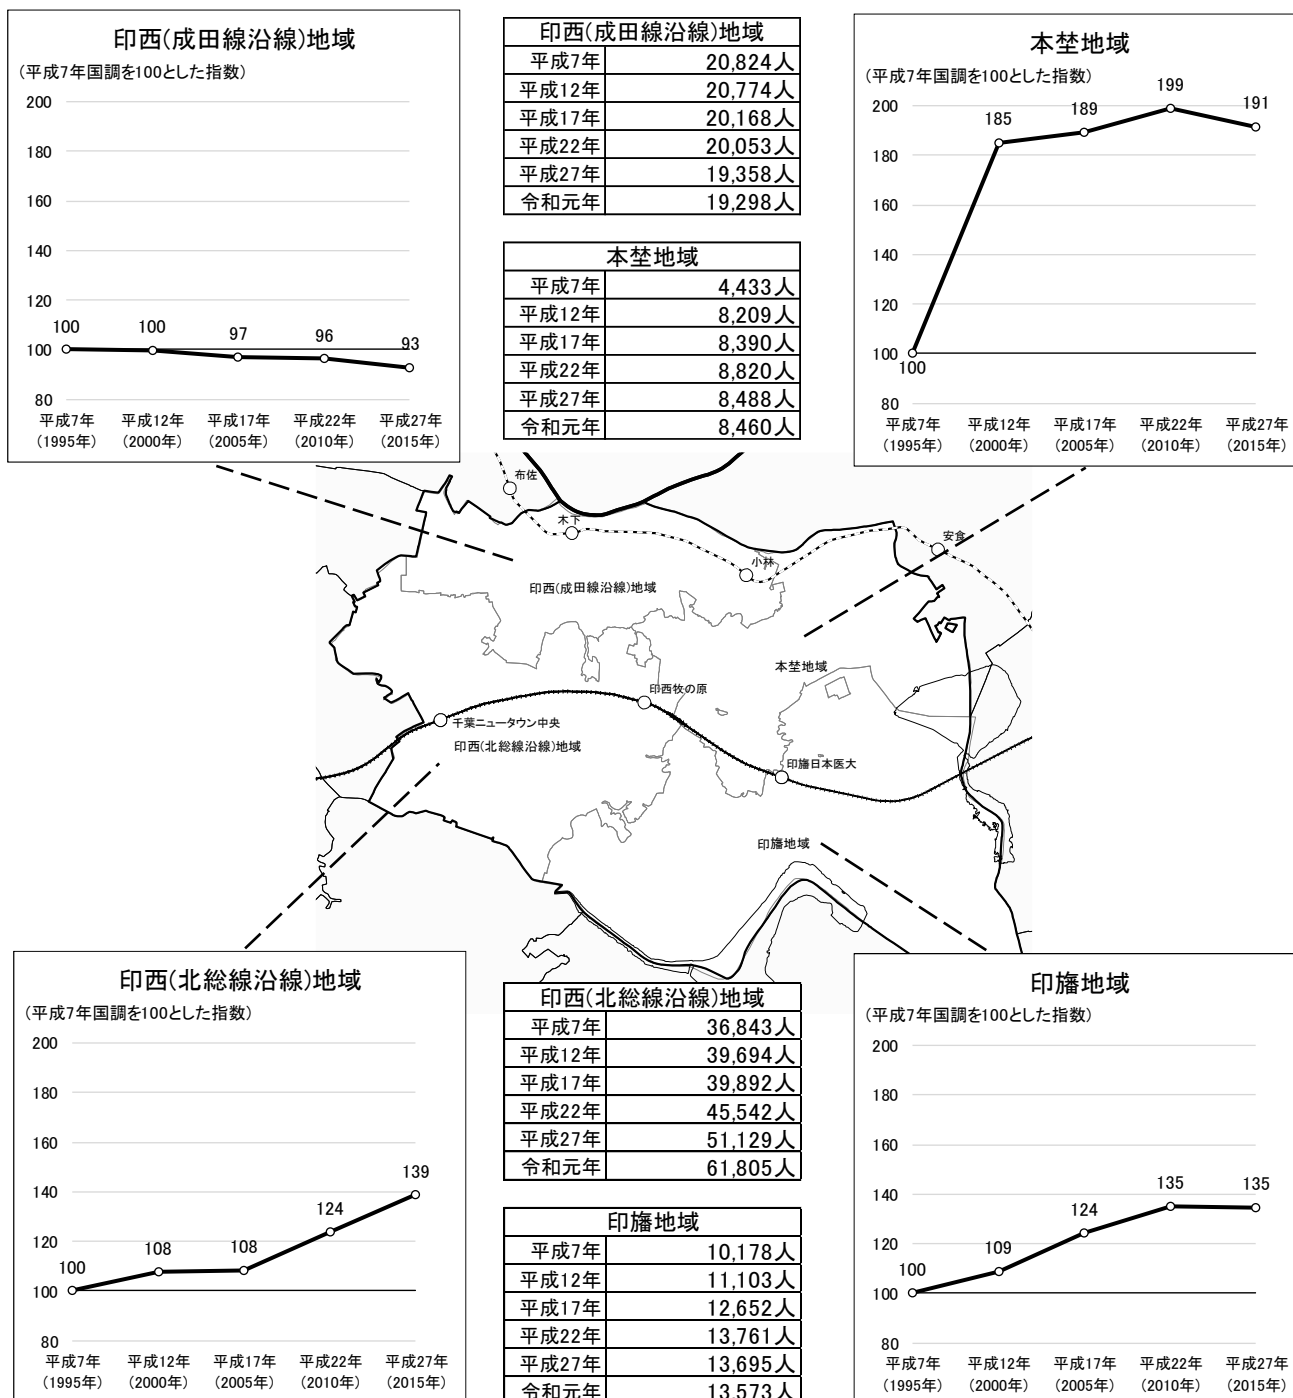 印西(成田線沿線)地域
(平成7年国調を100とした指数)
200
180
160
140
120
100
80
100
100
97
96
93
平成7年 平成12年 平成17年 平成22年 平成27年
(1995年) (2000年) (2005年) (2010年) (2015年)
印西(成田線沿線)地域
平成7年 20,824人
平成12年 20,774人
平成17年 20,168人
平成22年 20,053人
平成27年 19,358人
令和元年 19,298人
本埜地域
平成7年 4,433人
平成12年 8,209人
平成17年 8,390人
平成22年 8,820人
平成27年 8,488人
令和元年 8,460人
本埜地域
(平成7年国調を100とした指数)
200
180
160
140
120
100
80
100
185
189
199
191
平成7年 平成12年 平成17年 平成22年 平成27年
(1995年) (2000年) (2005年) (2010年) (2015年)
布佐
木下
安食
小林
印西(成田線沿線)地域
本埜地域
印西牧の原
千葉ニュータウン中央
印西(北総線沿線)地域
印旛日本医大
印旛地域
印西(北総線沿線)地域
(平成7年国調を100とした指数)
200
180
160
140
120
100
80
100
108
108
124
139
平成7年 平成12年 平成17年 平成22年 平成27年
(1995年) (2000年) (2005年) (2010年) (2015年)
印西(北総線沿線)地域
平成7年 36,843人
平成12年 39,694人
平成17年 39,892人
平成22年 45,542人
平成27年 51,129人
令和元年 61,805人
印旛地域
平成7年 10,178人
平成12年 11,103人
平成17年 12,652人
平成22年 13,761人
平成27年 13,695人
令和元年 13,573人
印旛地域
(平成7年国調を100とした指数)
200
180
160
140
120
100
80
100
109
124
135
135
平成7年 平成12年 平成17年 平成22年 平成27年
(1995年) (2000年) (2005年) (2010年) (2015年)